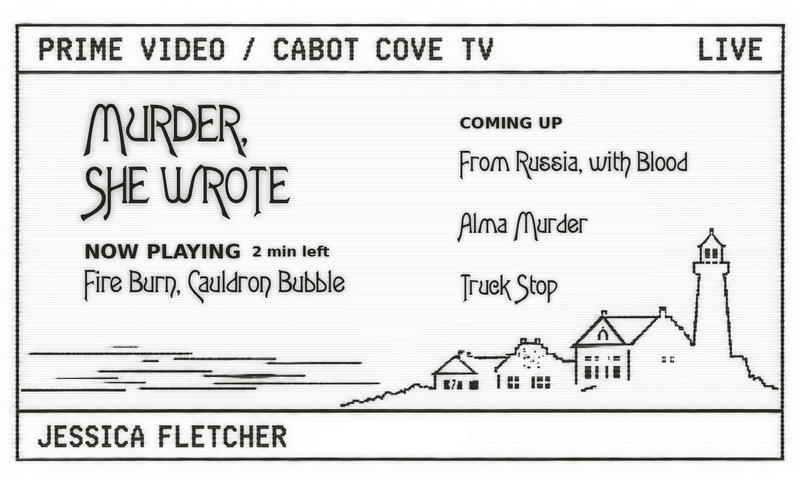 PRIME VIDEO / CABOT COVE TV
LIVE
MURDER,
SHE WROTE
NOW PLAYING 2 min left
Fire Burn, Cauldron Bubble
COMING UP
From Russia, with Blood
Alma Murder
Truck Stop
JESSICA FLETCHER